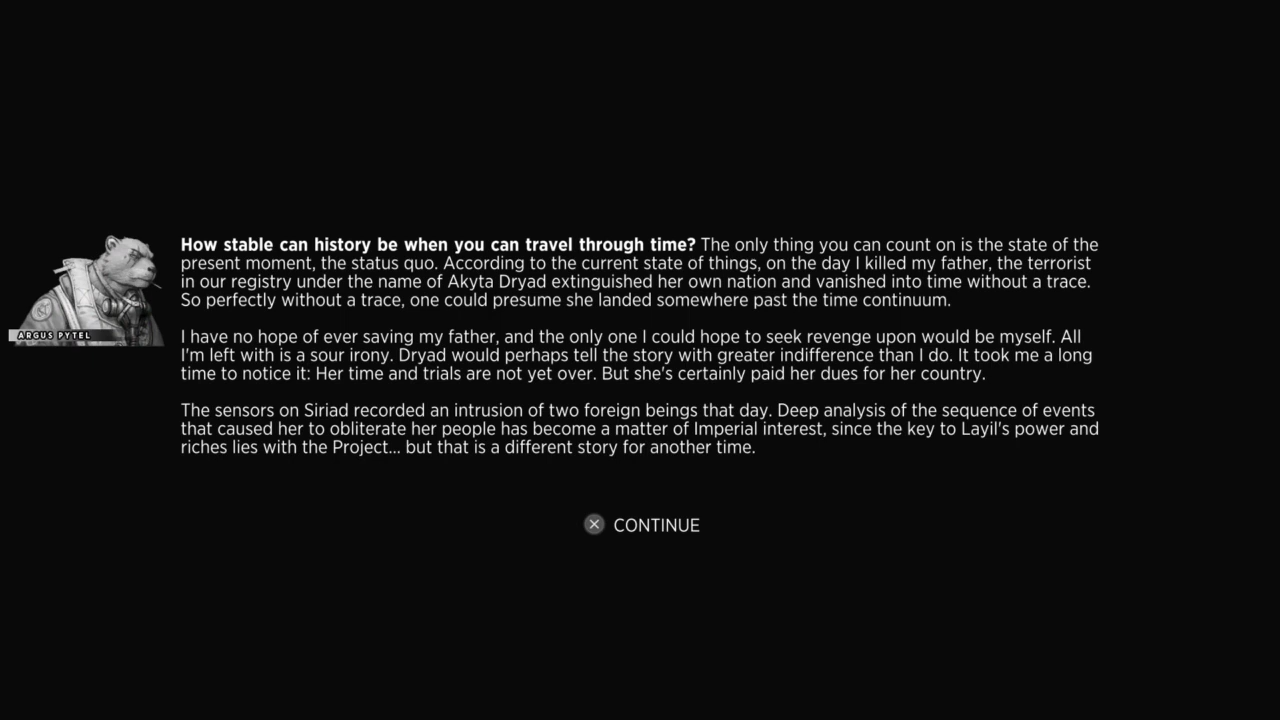 How stable can history be when you can travel through time? The only thing you can count on is the state of the
present moment, the status quo. According to the current state of things, on the day I killed my father, the terrorist
in our registry under the name of Akyta Dryad extinguished her own nation and vanished into time without a trace.
So perfectly without a trace, one could presume she landed somewhere past the time continuum.
ARGUS PYTEL
I have no hope of ever saving my father, and the only one I could hope to seek revenge upon would be myself. All
I'm left with is a sour irony. Dryad would perhaps tell the story with greater indifference than I do. It took me a long
time to notice it: Her time and trials are not yet over. But she's certainly paid her dues for her country.
The sensors on Siriad recorded an intrusion of two foreign beings that day. Deep analysis of the sequence of events
that caused her to obliterate her people has become a matter of Imperial interest, since the key to Layil's power and
riches lies with the Project... but that is a different story for another time.
CONTINUE